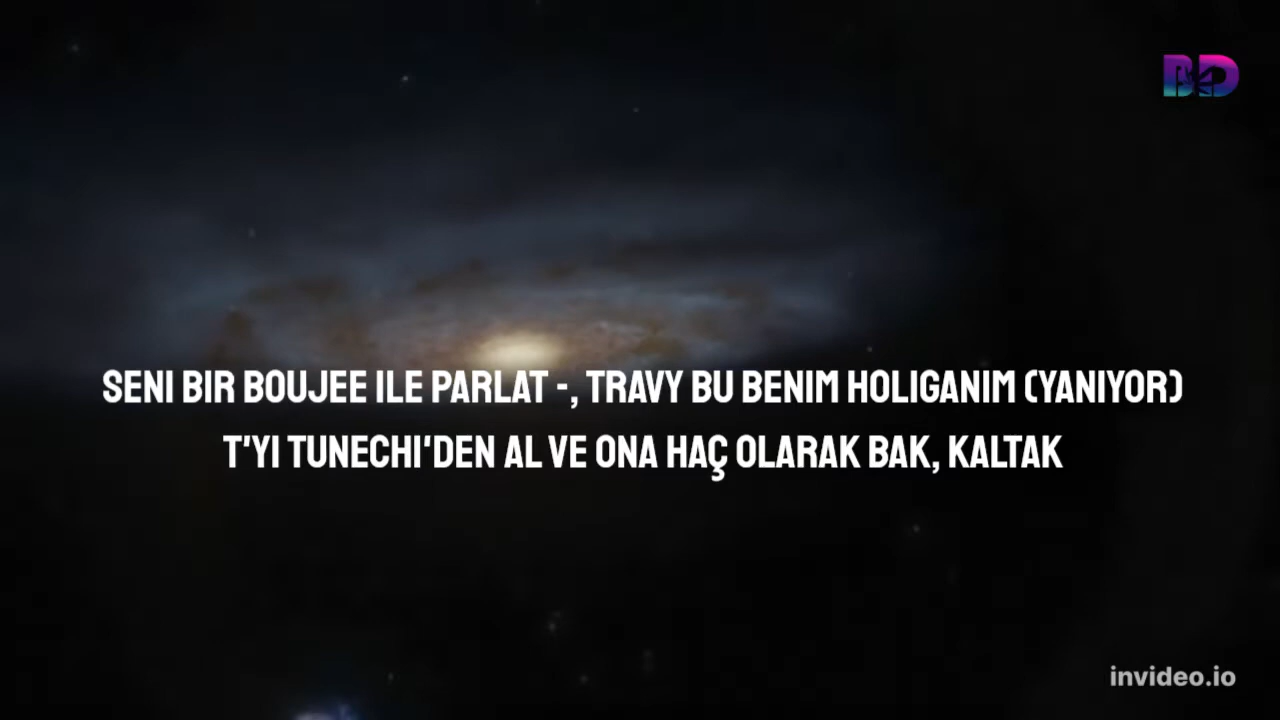 BD
SENI BIR BOUJEE ILE PARLAT -, TRAVY BU BENIM HOLIGANIM (YANIYOR)
T'YI TUNECHI'DEN AL VE ONA HAÇ OLARAK BAK, KALTAK
invideo.io